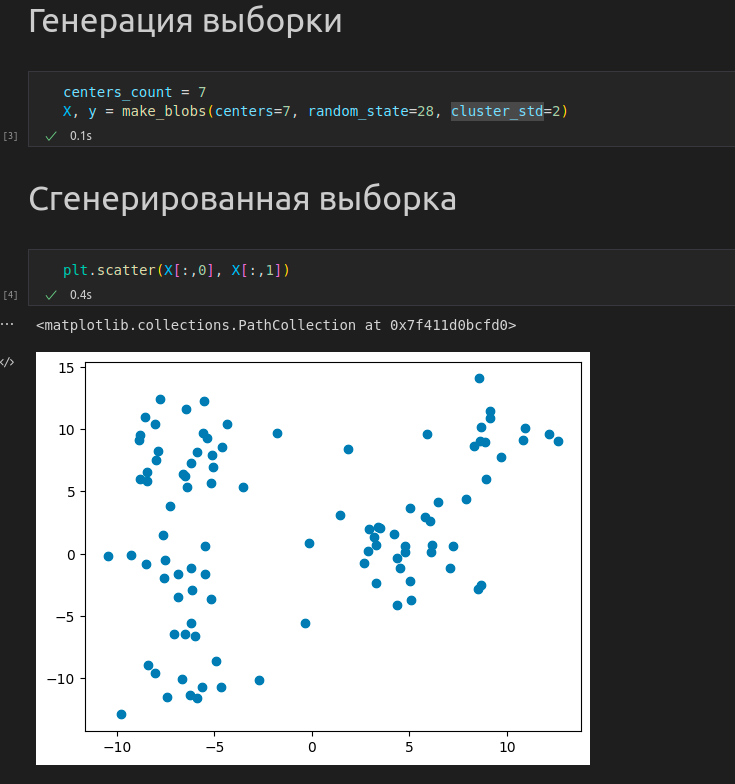 Генерация выборки
centers_count = 7
X, y = make_blobs(centers=7, random_state=28, cluster_std=2)
[3]
0.1s
Сгенерированная выборка
plt.scatter(X[:,0], X[:,1])
[4]
0.4s
...
<matplotlib.collections.PathCollection at 0x7f411d0bcfd0>
</>
15
10
5
0
−5
−10
−10 −5 0 5 10